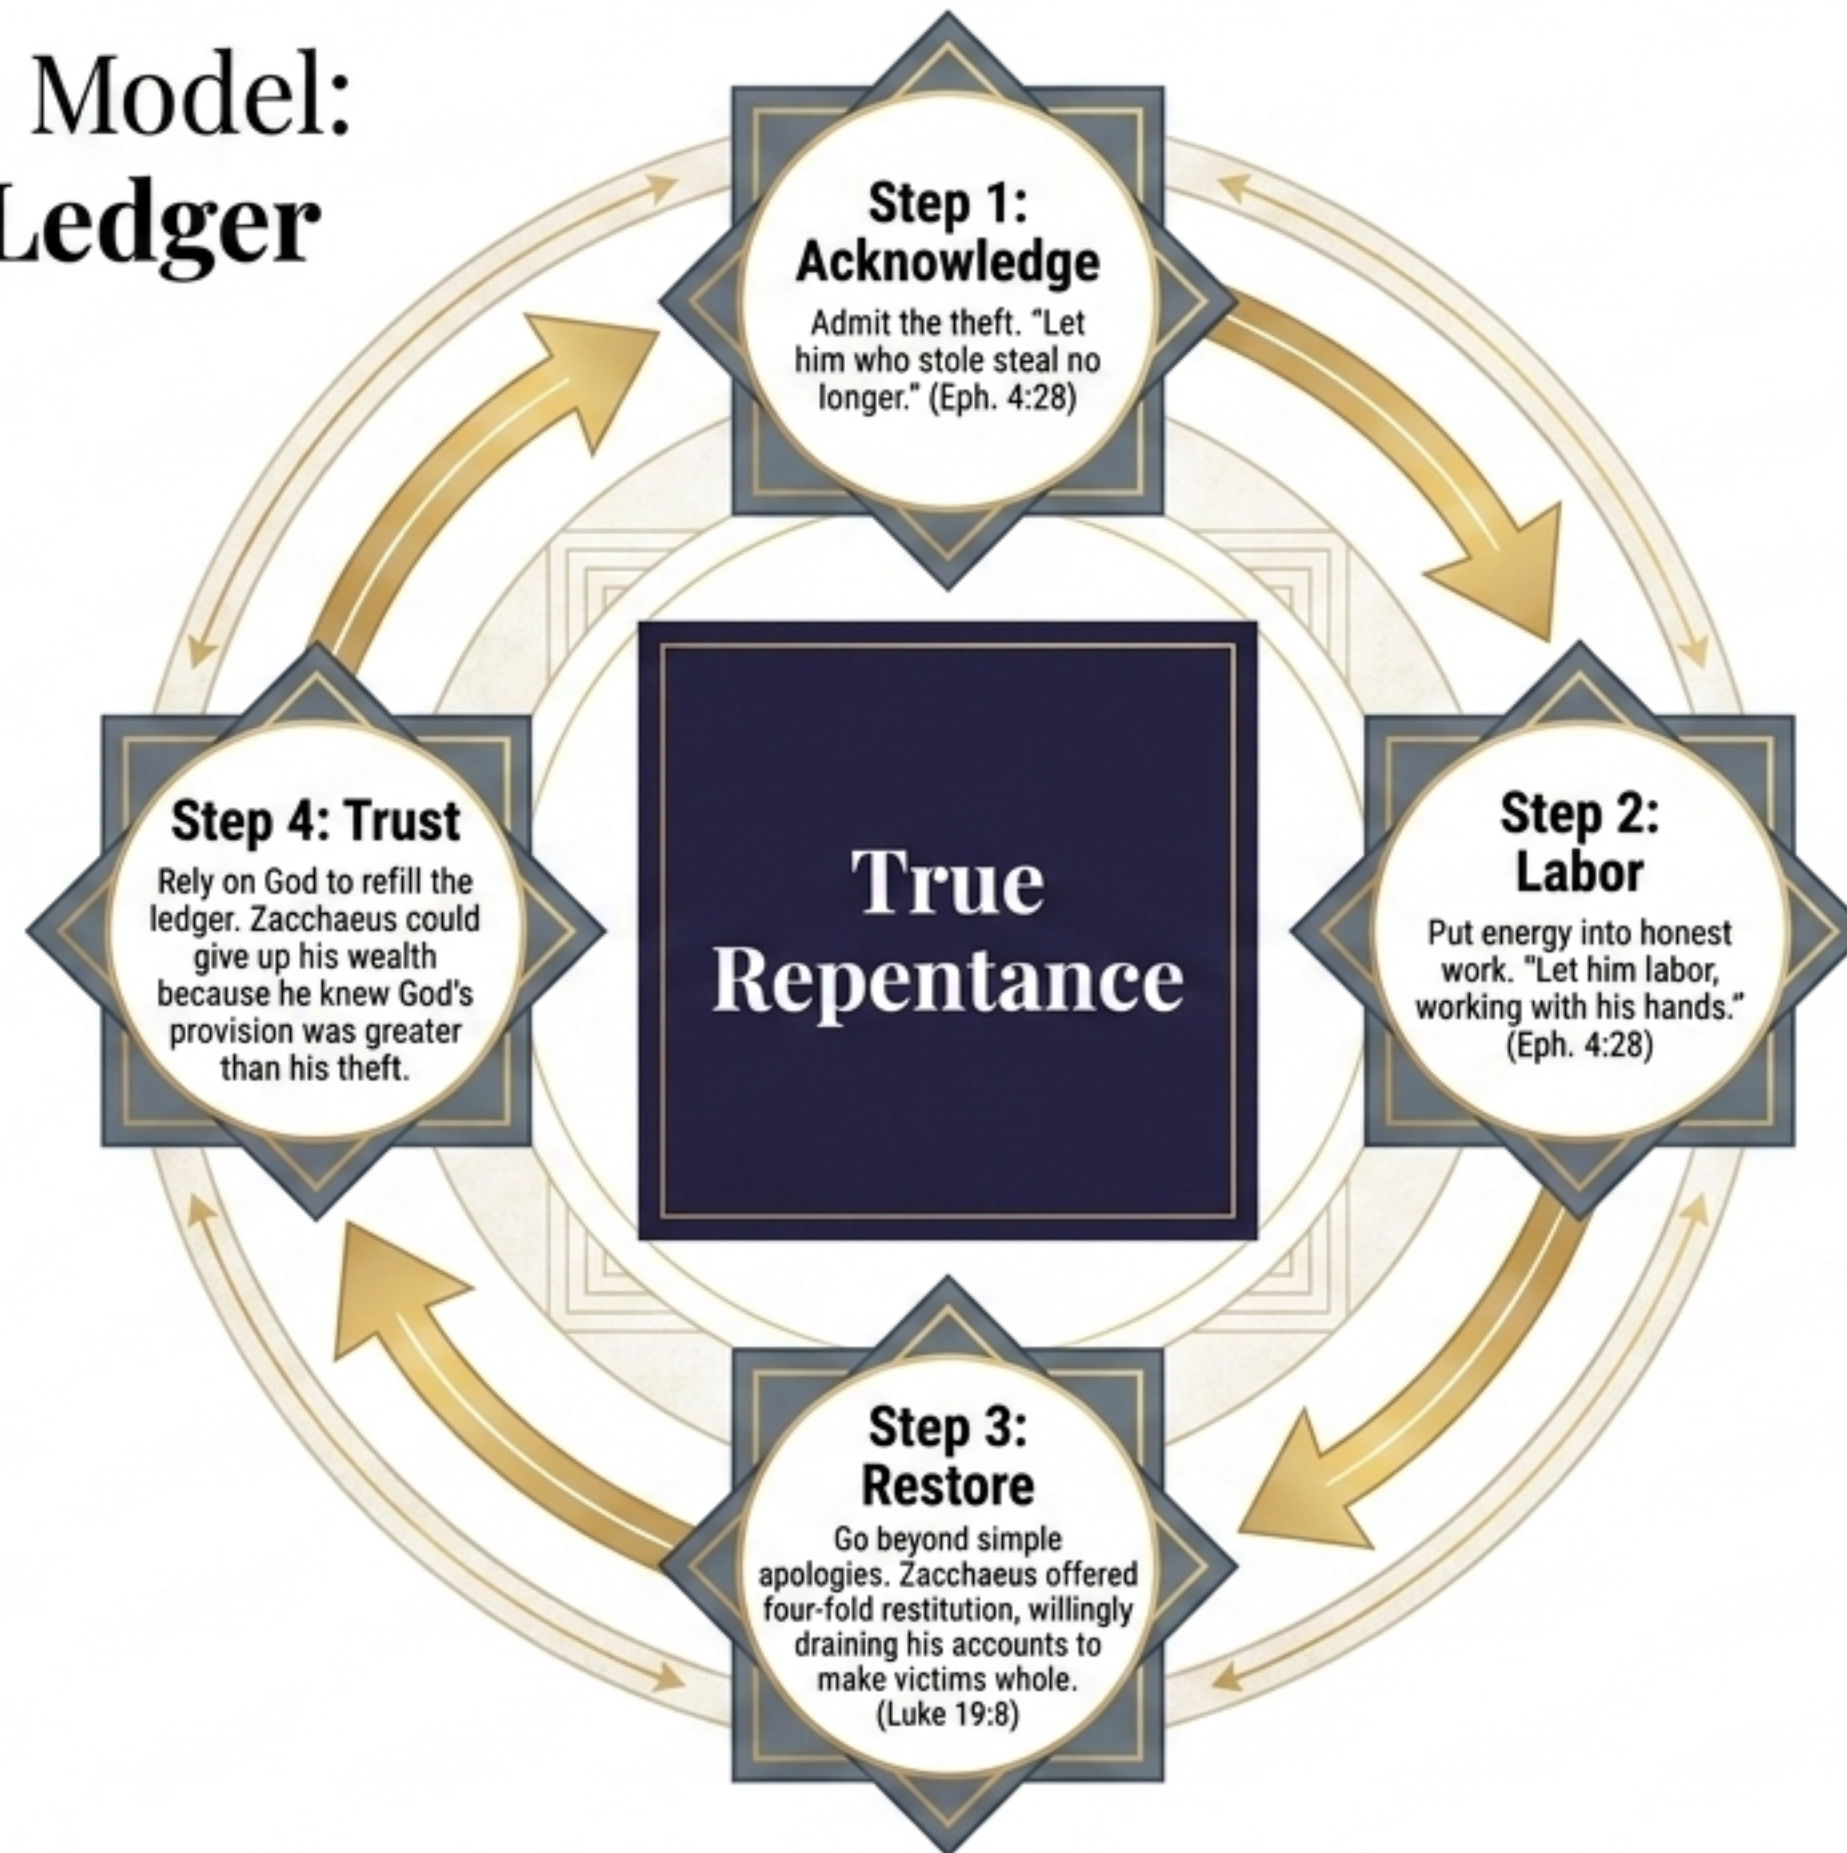 Model:
Ledger
Step 1:
Acknowledge
Admit the theft. "Let
him who stole steal no
longer." (Eph. 4:28)
Step 2:
Labor
Put energy into honest
work. "Let him labor,
working with his hands."
(Eph. 4:28)
Step 3:
Restore
Go beyond simple
apologies. Zacchaeus offered
four-fold restitution, willingly
draining his accounts to
make victims whole.
(Luke 19:8)
Step 4: Trust
Rely on God to refill the
ledger. Zacchaeus could
give up his wealth
because he knew God's
provision was greater
than his theft.
True
Repentance